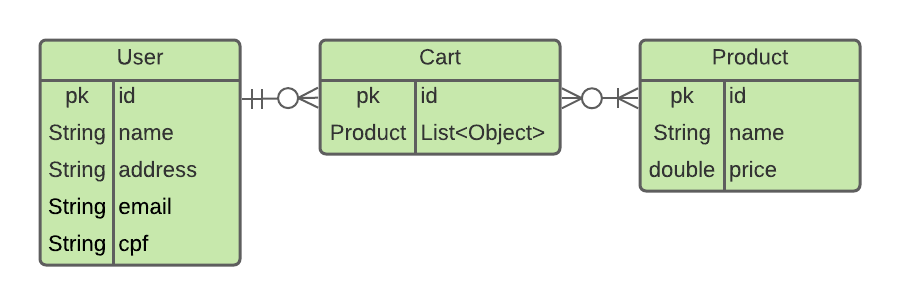 User
pk id
String name
String address
String email
String cpf
Cart
pk id
Product List<Object>
Product
pk id
String name
double price